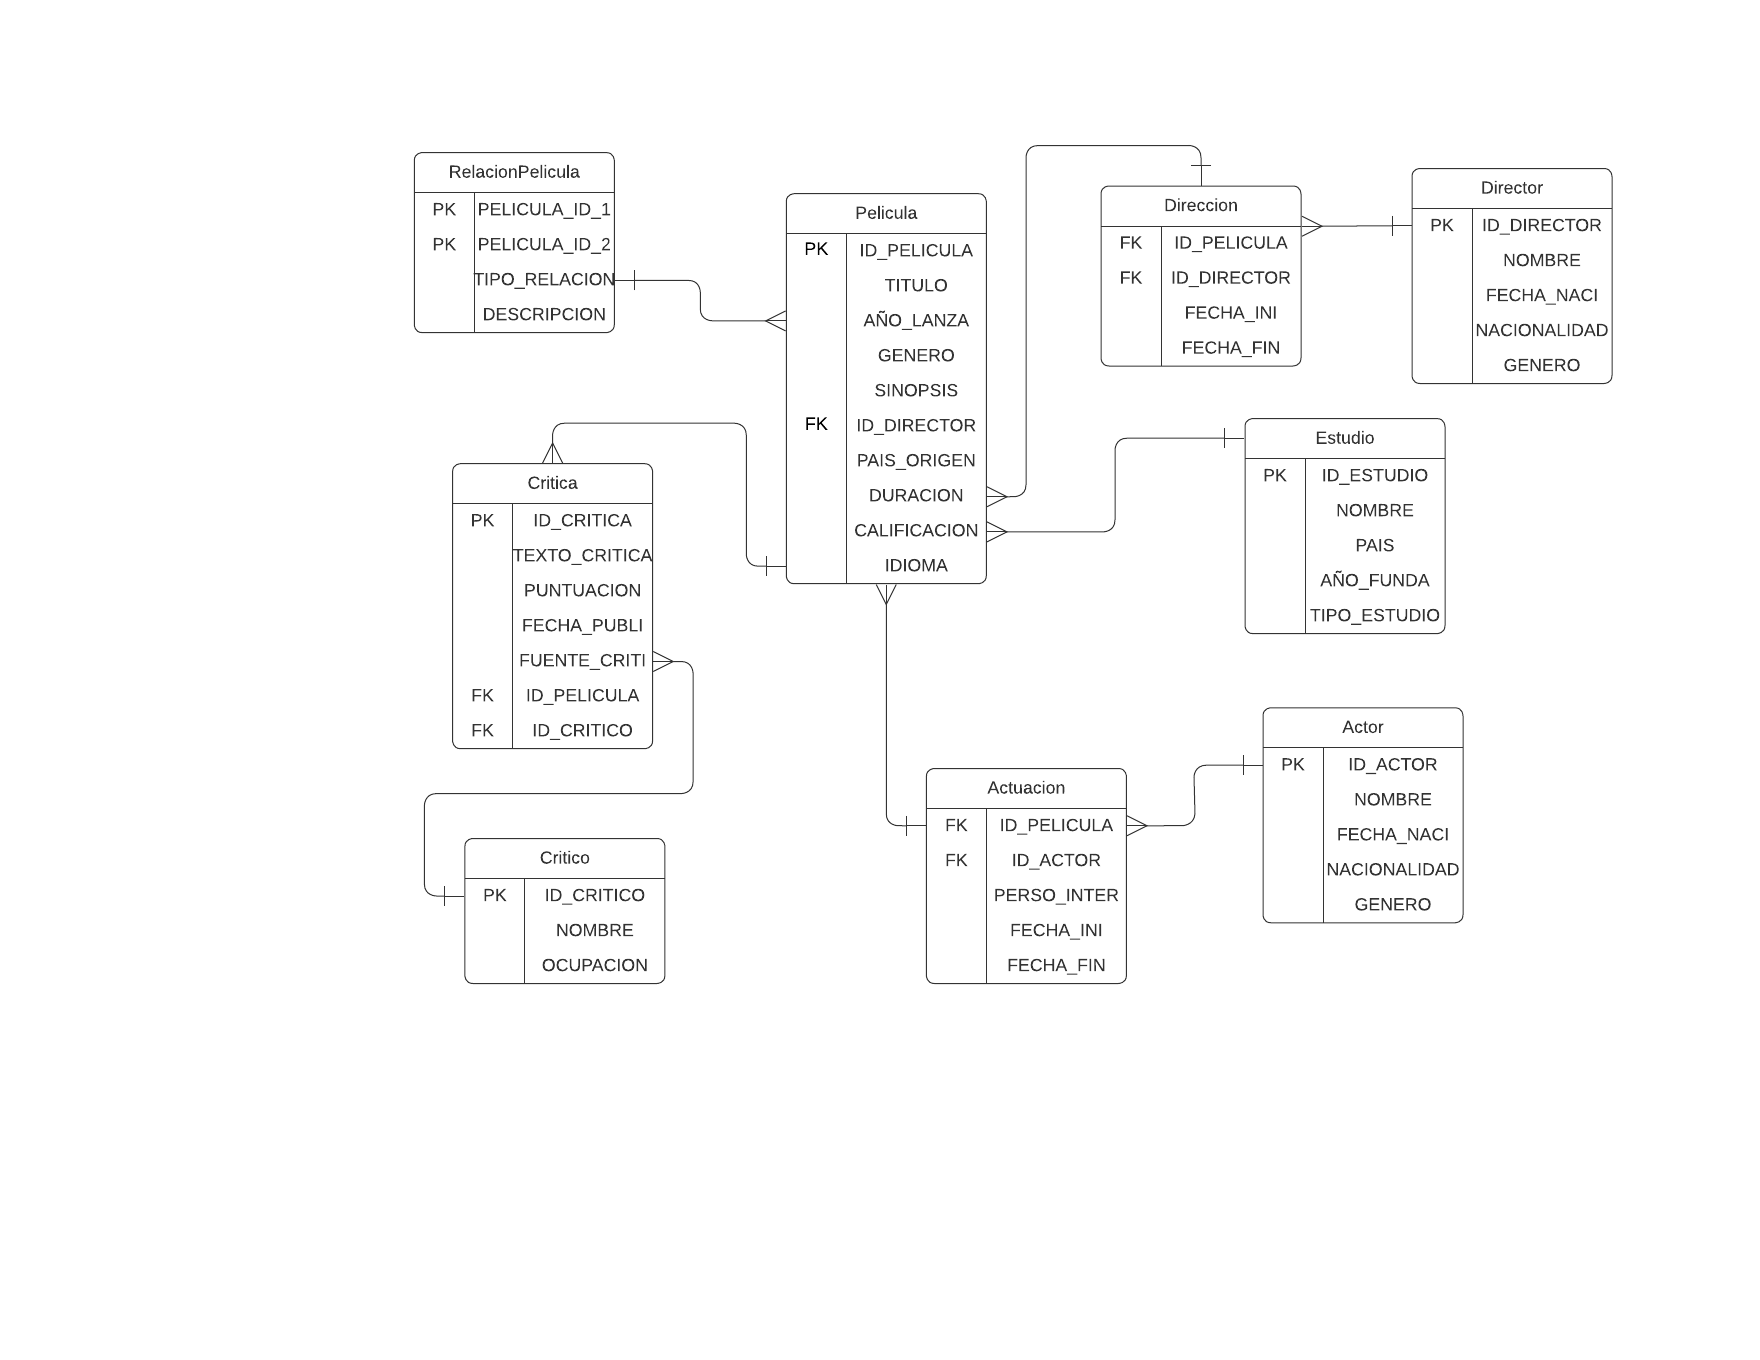 RelacionPelicula
PK PELICULA_ID_1
PK PELICULA_ID_2
TIPO_RELACION
DESCRIPCION
Pelicula
PK ID_PELICULA
TITULO
AÑO_LANZA
GENERO
SINOPSIS
FK ID_DIRECTOR
PAIS_ORIGEN
DURACION
CALIFICACION
IDIOMA
Direccion
FK ID_PELICULA
FK ID_DIRECTOR
FECHA_INI
FECHA_FIN
Director
PK ID_DIRECTOR
NOMBRE
FECHA_NACI
NACIONALIDAD
GENERO
Estudio
PK ID_ESTUDIO
NOMBRE
PAIS
AÑO_FUNDA
TIPO_ESTUDIO
Critica
PK ID_CRITICA
TEXTO_CRITICA
PUNTUACION
FECHA_PUBLI
FUENTE_CRITI
FK ID_PELICULA
FK ID_CRITICO
Critico
PK ID_CRITICO
NOMBRE
OCUPACION
Actuacion
FK ID_PELICULA
FK ID_ACTOR
PERSO_INTER
FECHA_INI
FECHA_FIN
Actor
PK ID_ACTOR
NOMBRE
FECHA_NACI
NACIONALIDAD
GENERO